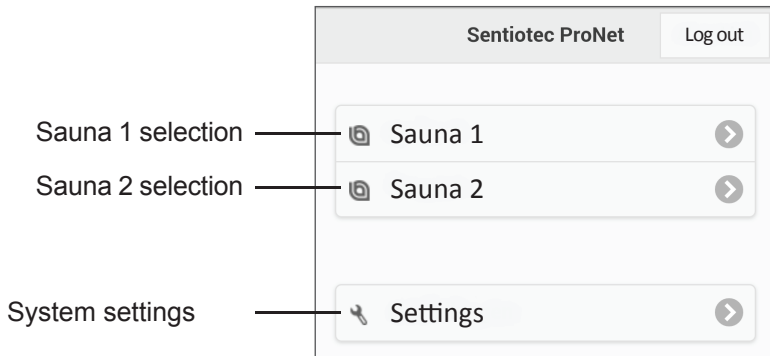 Sentiotec ProNet Log out
Sauna 1 selection Sauna 1
Sauna 2 selection Sauna 2
System settings Settings